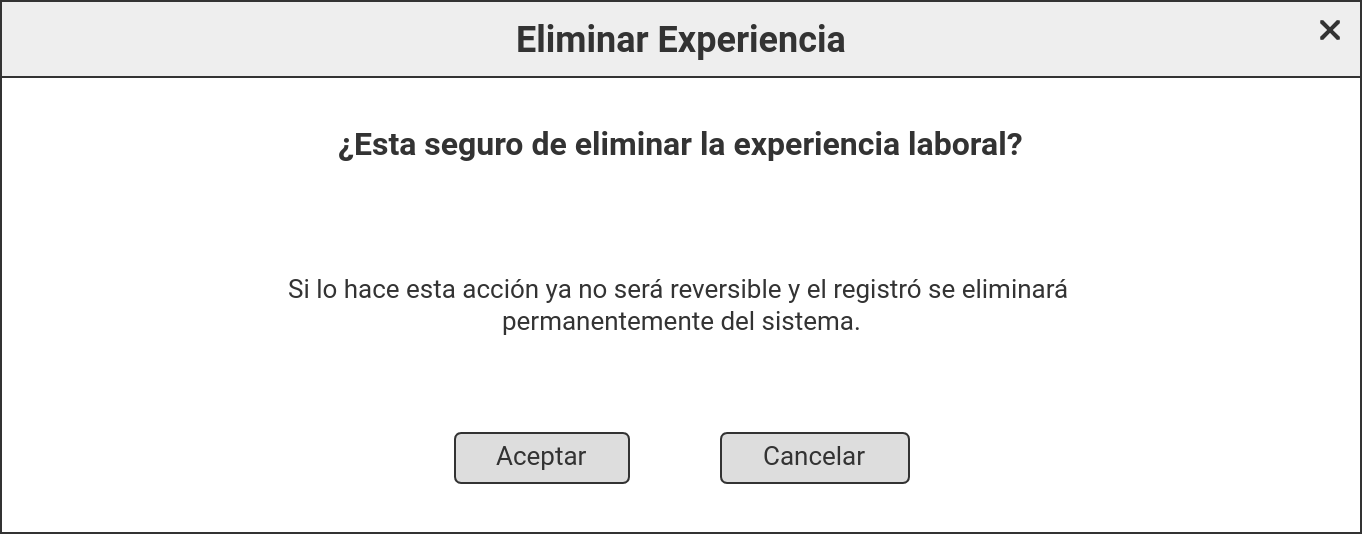 Eliminar Experiencia
¿Esta seguro de eliminar la experiencia laboral?
Si lo hace esta acción ya no será reversible y el registró se eliminará
permanentemente del sistema.
Aceptar
Cancelar